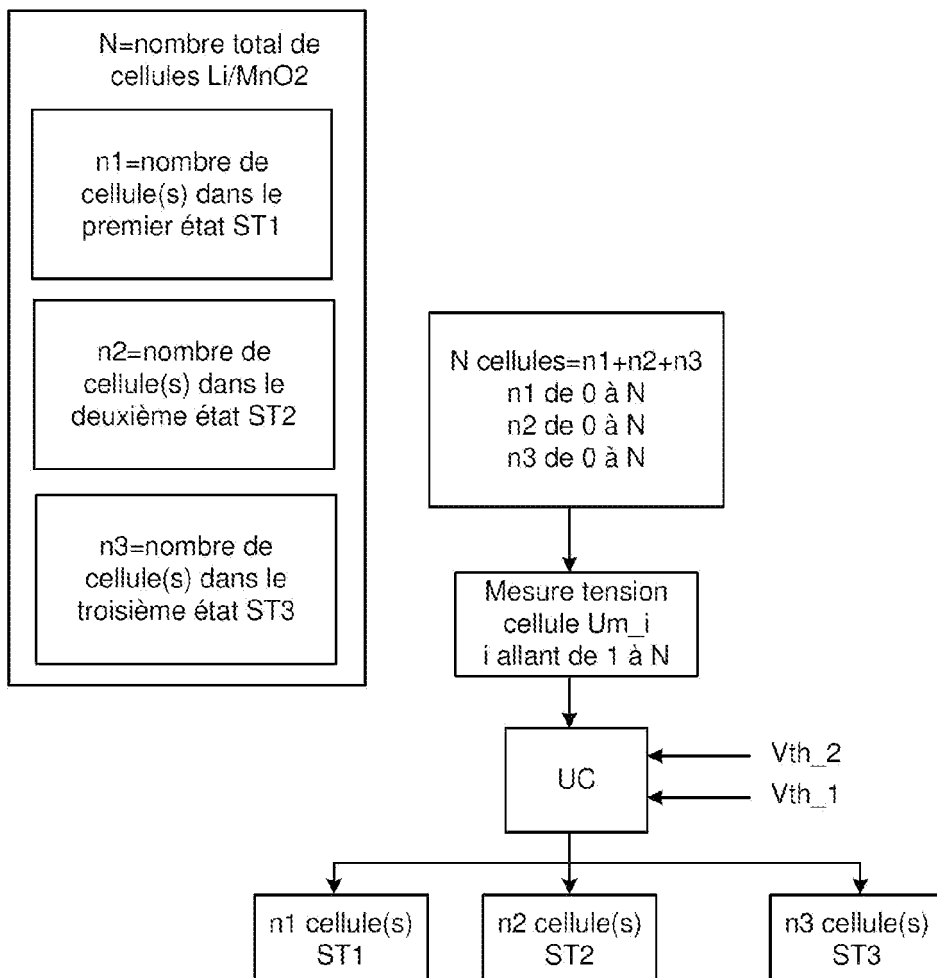 N=nombre total de
cellules Li/MnO2
n1=nombre de
cellule(s) dans le
premier état ST1
n2=nombre de
cellule(s) dans le
deuxième état ST2
n3=nombre de
cellule(s) dans le
troisième état ST3
N cellules=n1+n2+n3
n1 de 0 à N
n2 de 0 à N
n3 de 0 à N
Mesure tension
cellule Um_i
i allant de 1 à N
UC
Vth_2
Vth_1
n1 cellule(s)
ST1
n2 cellule(s)
ST2
n3 cellule(s)
ST3